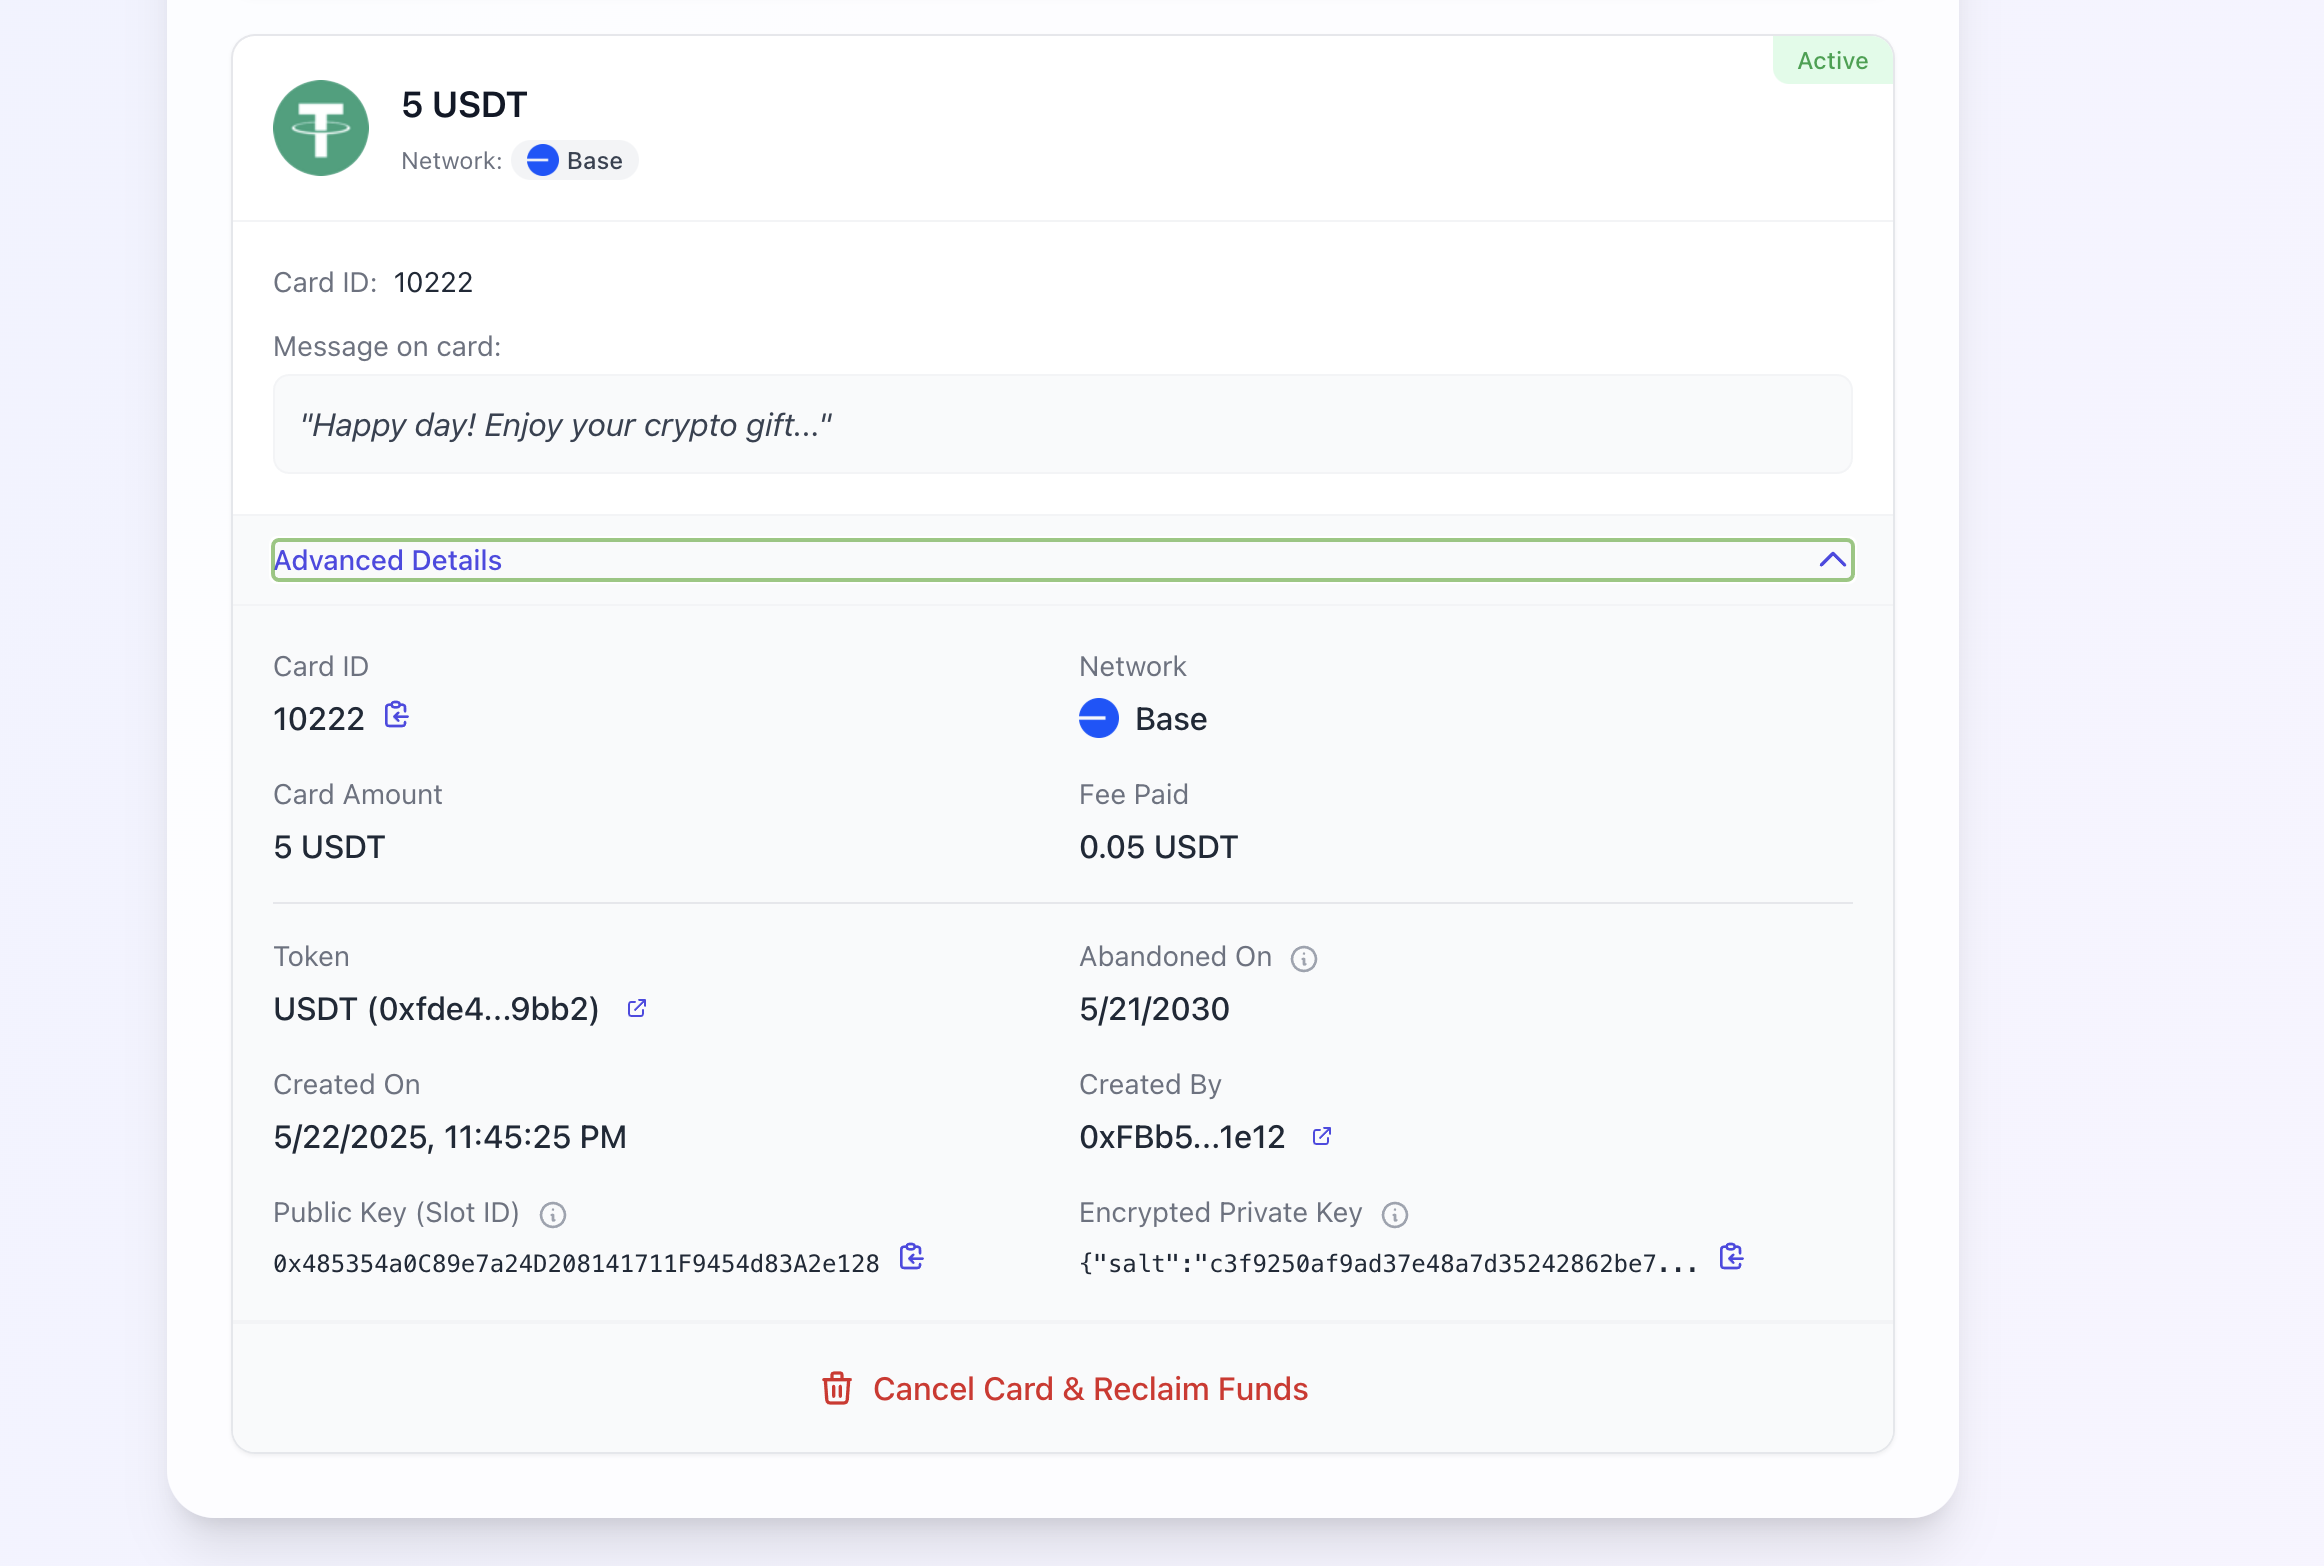 Active
5 USDT
Network: Base
Card ID: 10222
Message on card:
"Happy day! Enjoy your crypto gift..."
Advanced Details
Card ID
10222
Network
Base
Card Amount
5 USDT
Fee Paid
0.05 USDT
Token
USDT (0xfde4...9bb2)
Abandoned On
5/21/2030
Created On
5/22/2025, 11:45:25 PM
Created By
0xFBb5...1e12
Public Key (Slot ID)
0x485354a0C89e7a24D208141711F9454d83A2e128
Encrypted Private Key
{"salt":"c3f9250af9ad37e48a7d35242862be7...
Cancel Card & Reclaim Funds